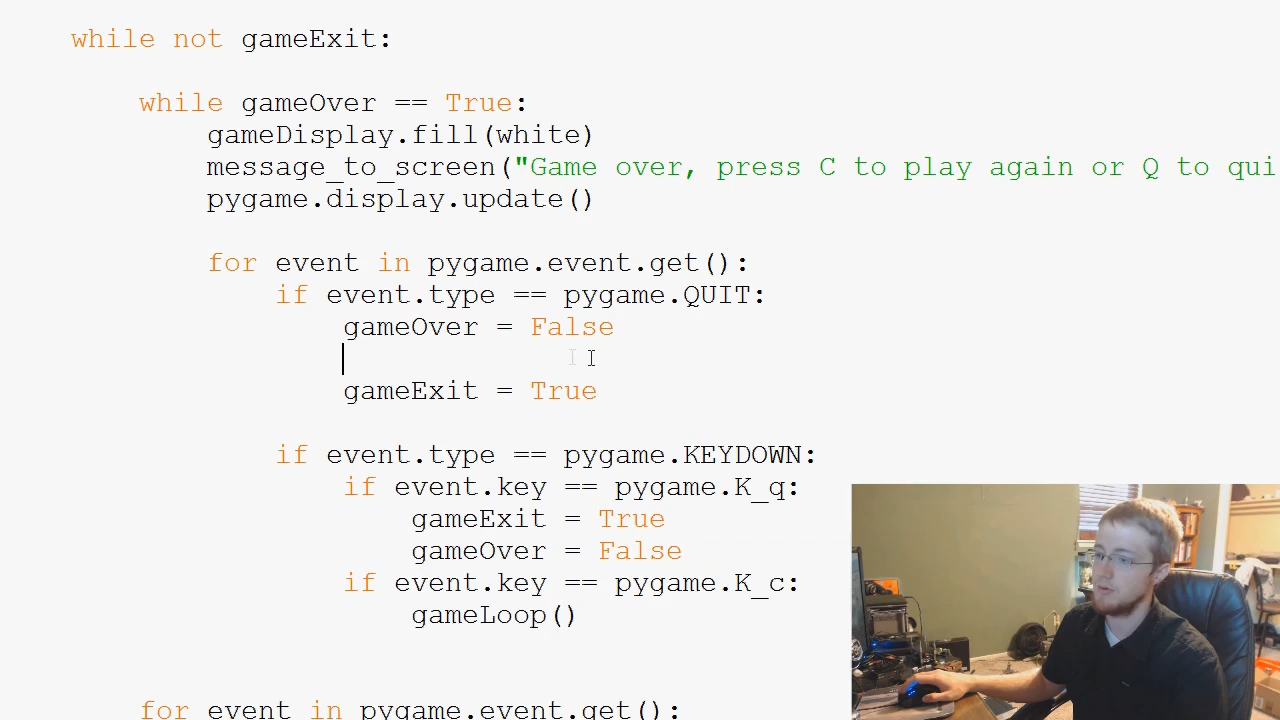 while not gameExit:
while gameOver == True:
gameDisplay.fill(white)
message_to_screen("Game over, press C to play again or Q to qui
pygame.display.update()
for event in pygame.event.get():
if event.type == pygame.QUIT:
gameOver = False
gameExit = True
if event.type == pygame.KEYDOWN:
if event.key == pygame.K_q:
gameExit = True
gameOver = False
if event.key == pygame.K_c:
gameLoop()
for event in pygame.event.get():